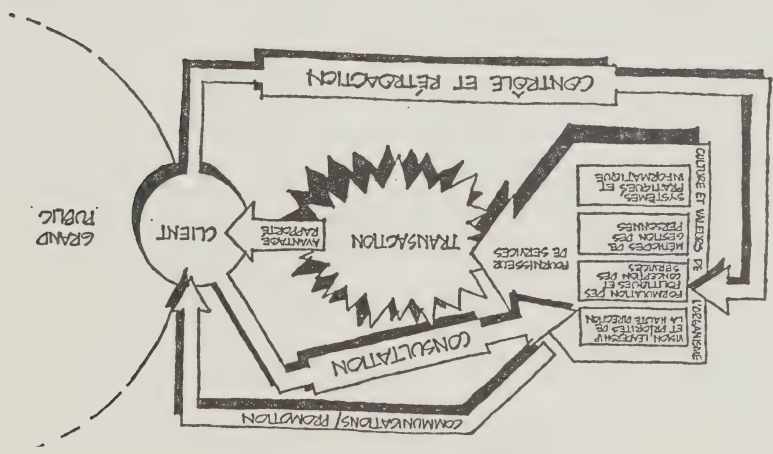 COMMUNICATIONS / PROMOTION
CONSULTATION
VISION, LEADERSHIP
ET PRIORITÉS DE
LA HAUTE DIRECTION
FORMULATION DES
POLITIQUES ET
CONCEPTION DES
SERVICES
MÉTHODES DE
GESTION DES
PERSONNES
SYSTÈMES
PRATIQUES ET
INFORMATIQUE
CULTURE ET VALEURS DE L'ORGANISME
FOURNISSEUR
DE SERVICES
TRANSACTION
AVANTAGE
RAPPORTÉ
CLIENT
GRAND
PUBLIC
CONTRÔLE ET RÉTROACTION